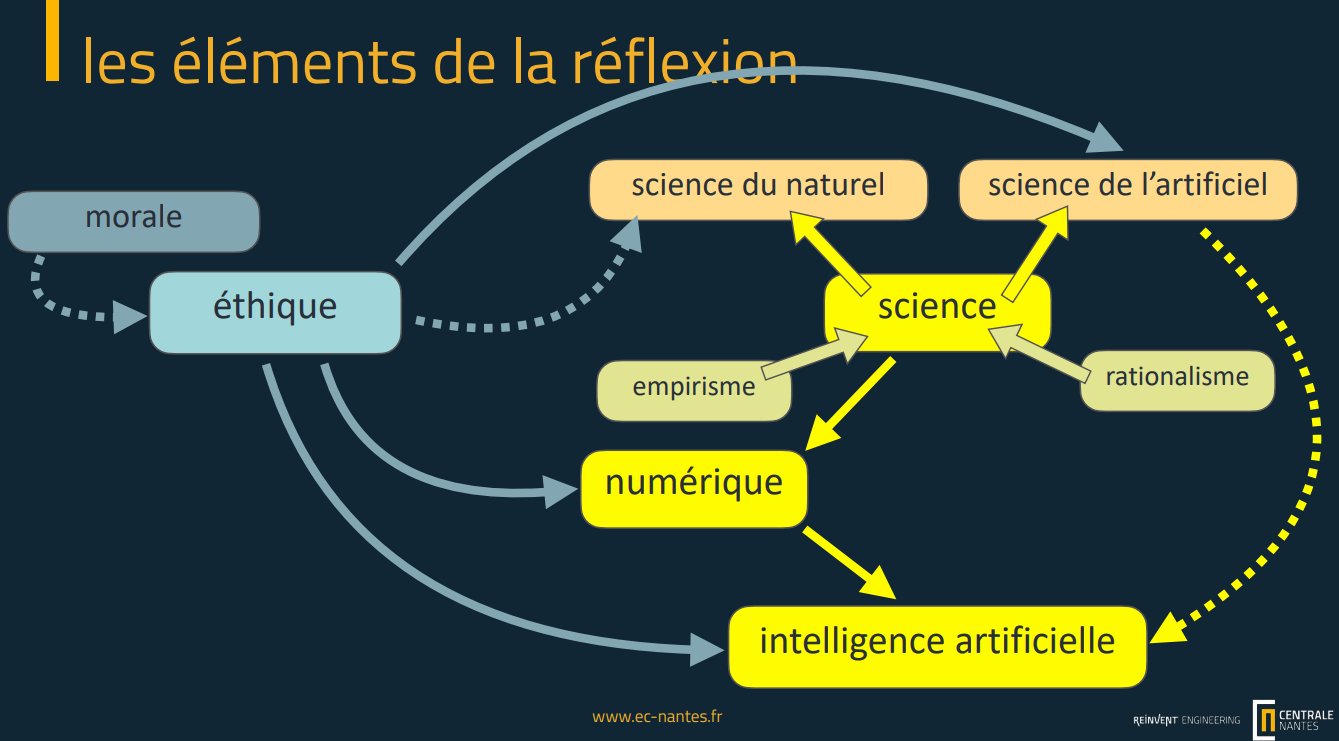 les éléments de la réflexion
science du naturel
science de l'artificiel
morale
éthique
science
empirisme
rationalisme
numérique
intelligence artificielle
www.ec-nantes.fr
REINVENT ENGINEERING
CENTRALE
NANTES